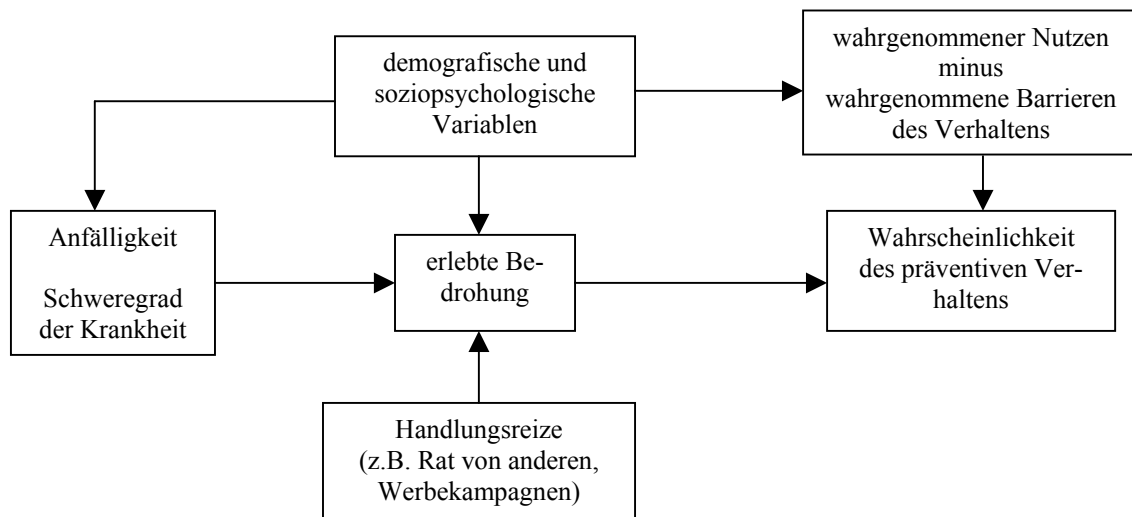 demografische und
soziopsychologische
Variablen
wahrgenommener Nutzen
minus
wahrgenommene Barrieren
des Verhaltens
Anfälligkeit
Schweregrad
der Krankheit
erlebte Be-
drohung
Wahrscheinlichkeit
des präventiven Ver-
haltens
Handlungsreize
(z.B. Rat von anderen,
Werbekampagnen)